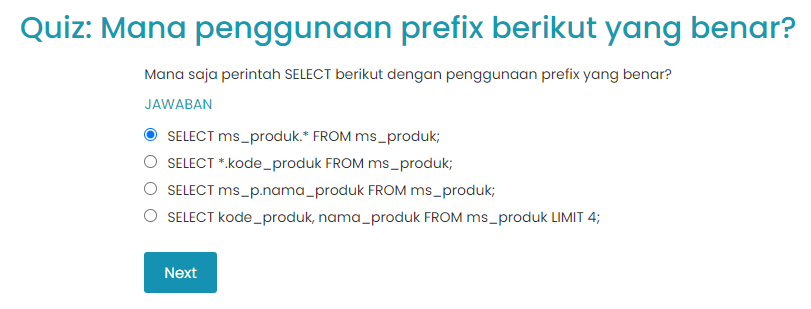 Quiz: Mana penggunaan prefix berikut yang benar?
Mana saja perintah SELECT berikut dengan penggunaan prefix yang benar?
JAWABAN
SELECT ms_produk.* FROM ms_produk;
SELECT *.kode_produk FROM ms_produk;
SELECT ms_p.nama_produk FROM ms_produk;
SELECT kode_produk, nama_produk FROM ms_produk LIMIT 4;
Next